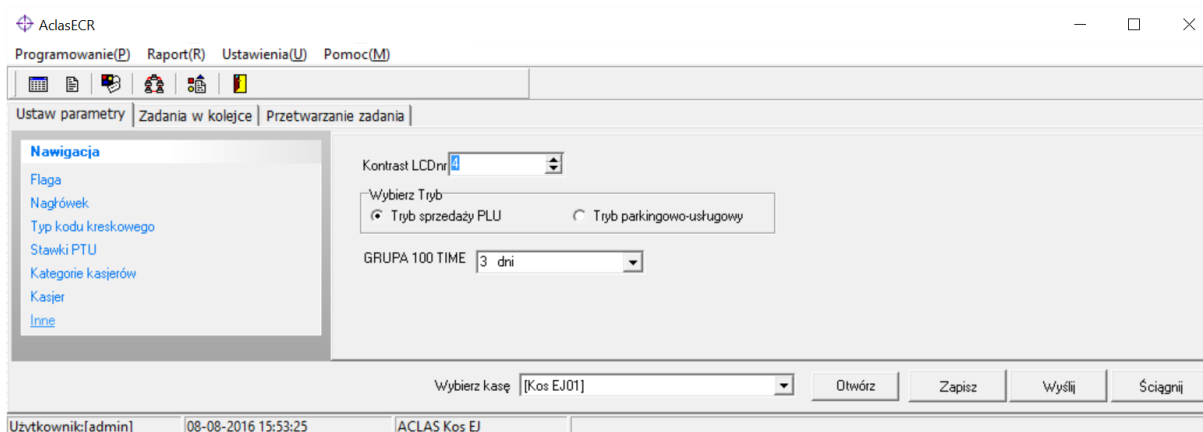 AclasECR
Programowanie(P) Raport(R) Ustawienia(U) Pomoc(M)
Ustaw parametry Zadania w kolejce Przetwarzanie zadania
Nawigacja
Flaga
Nagłówek
Typ kodu kreskowego
Stawki PTU
Kategorie kasjerów
Kasjer
Inne
Kontrast LCDnr 4
Wybierz Tryb
Tryb sprzedaży PLU Tryb parkingowo-usługowy
GRUPA 100 TIME 3 dni
Wybierz kasę [Kos EJ01] Otwórz Zapisz Wyślij Ściągnij
Użytkownik:[admin] 08-08-2016 15:53:25 ACLAS Kos EJ